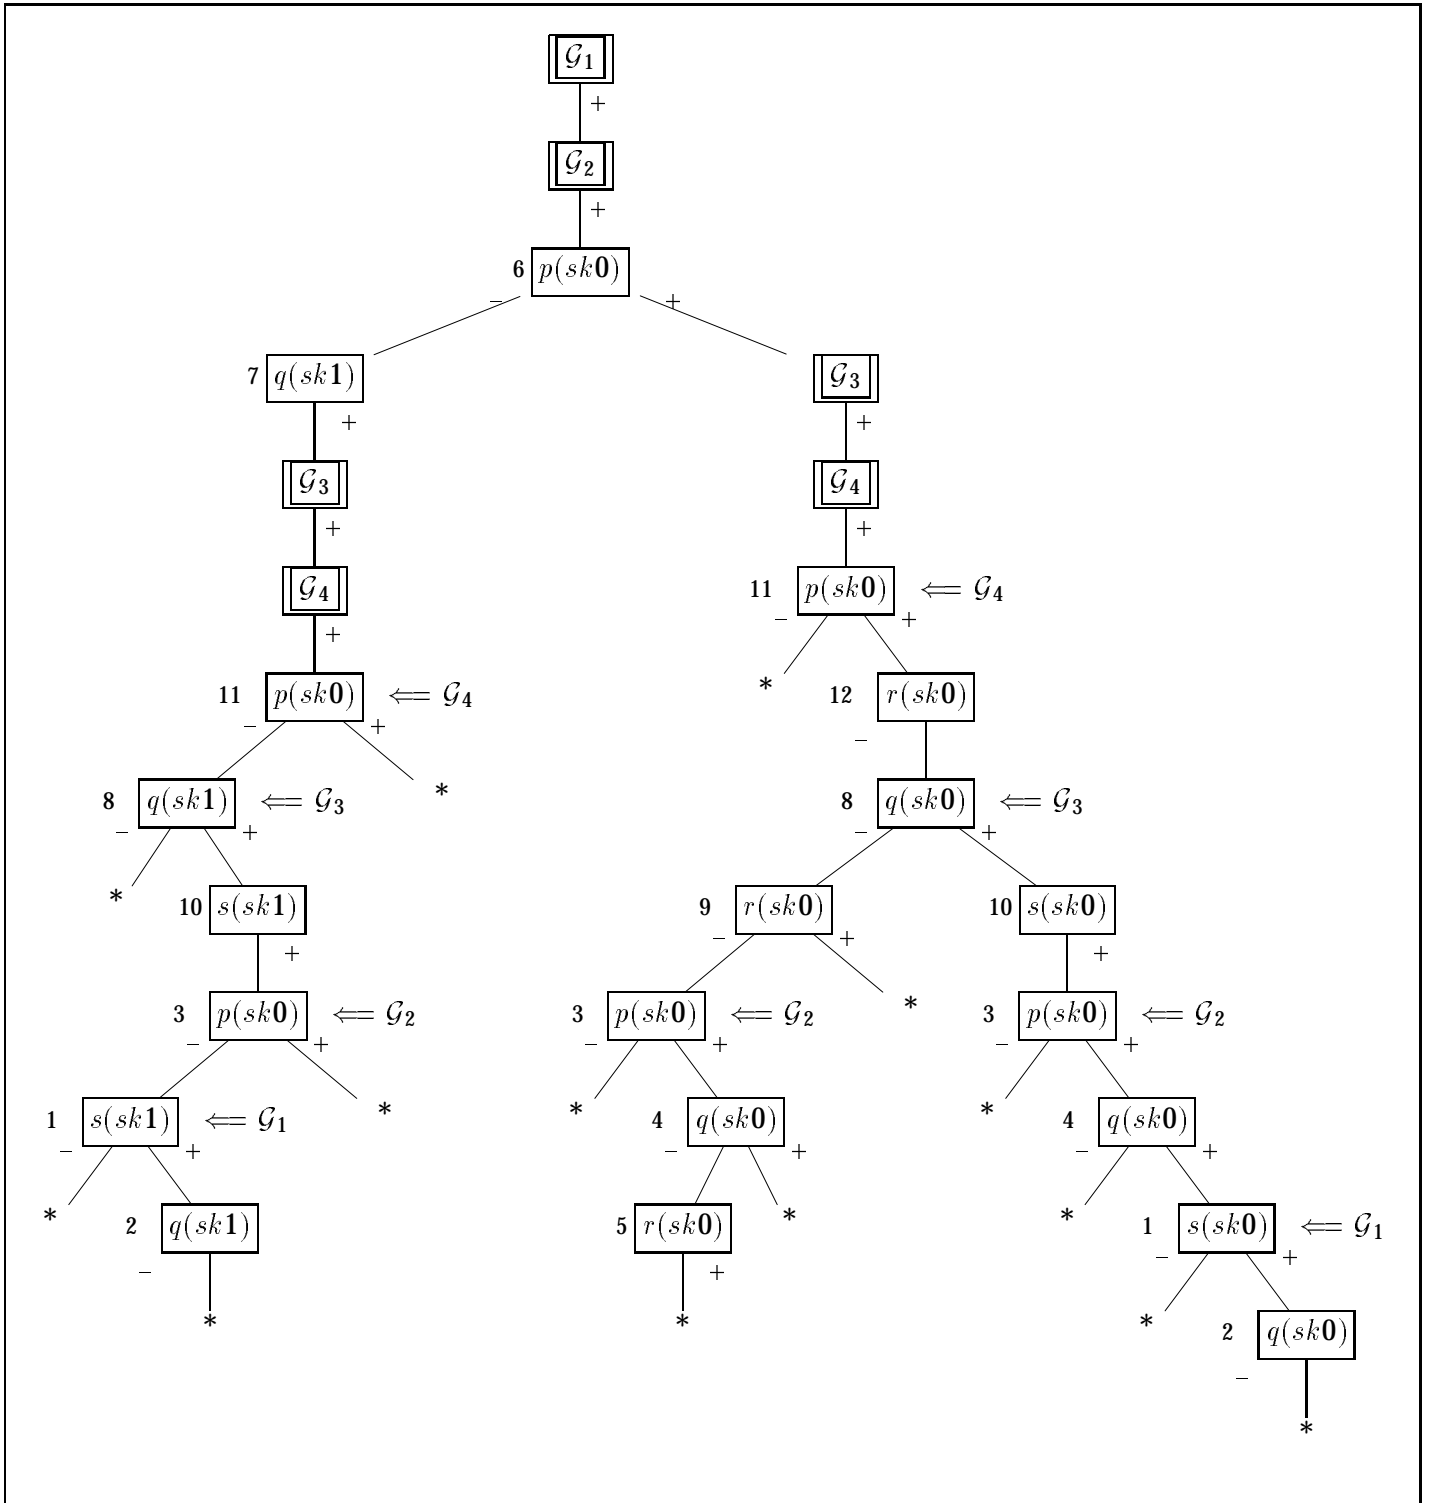 𝒢1
+
𝒢2
+
6 p(sk0)
− +
7 q(sk1) 𝒢3
+ +
𝒢3 𝒢4
+ +
𝒢4 11 p(sk0) ⟸ 𝒢4
+ − +
* 12 r(sk0)
11 p(sk0) ⟸ 𝒢4
− + −
8 q(sk1) ⟸ 𝒢3 * 8 q(sk0) ⟸ 𝒢3
− + − +
* 10 s(sk1) 9 r(sk0) 10 s(sk0)
+ − + +
3 p(sk0) ⟸ 𝒢2 3 p(sk0) ⟸ 𝒢2 * 3 p(sk0) ⟸ 𝒢2
− + − + − +
1 s(sk1) ⟸ 𝒢1 * * 4 q(sk0) * 4 q(sk0)
− + − + − +
* 2 q(sk1) 5 r(sk0) * * 1 s(sk0) ⟸ 𝒢1
− + − +
* * * 2 q(sk0)
−
*